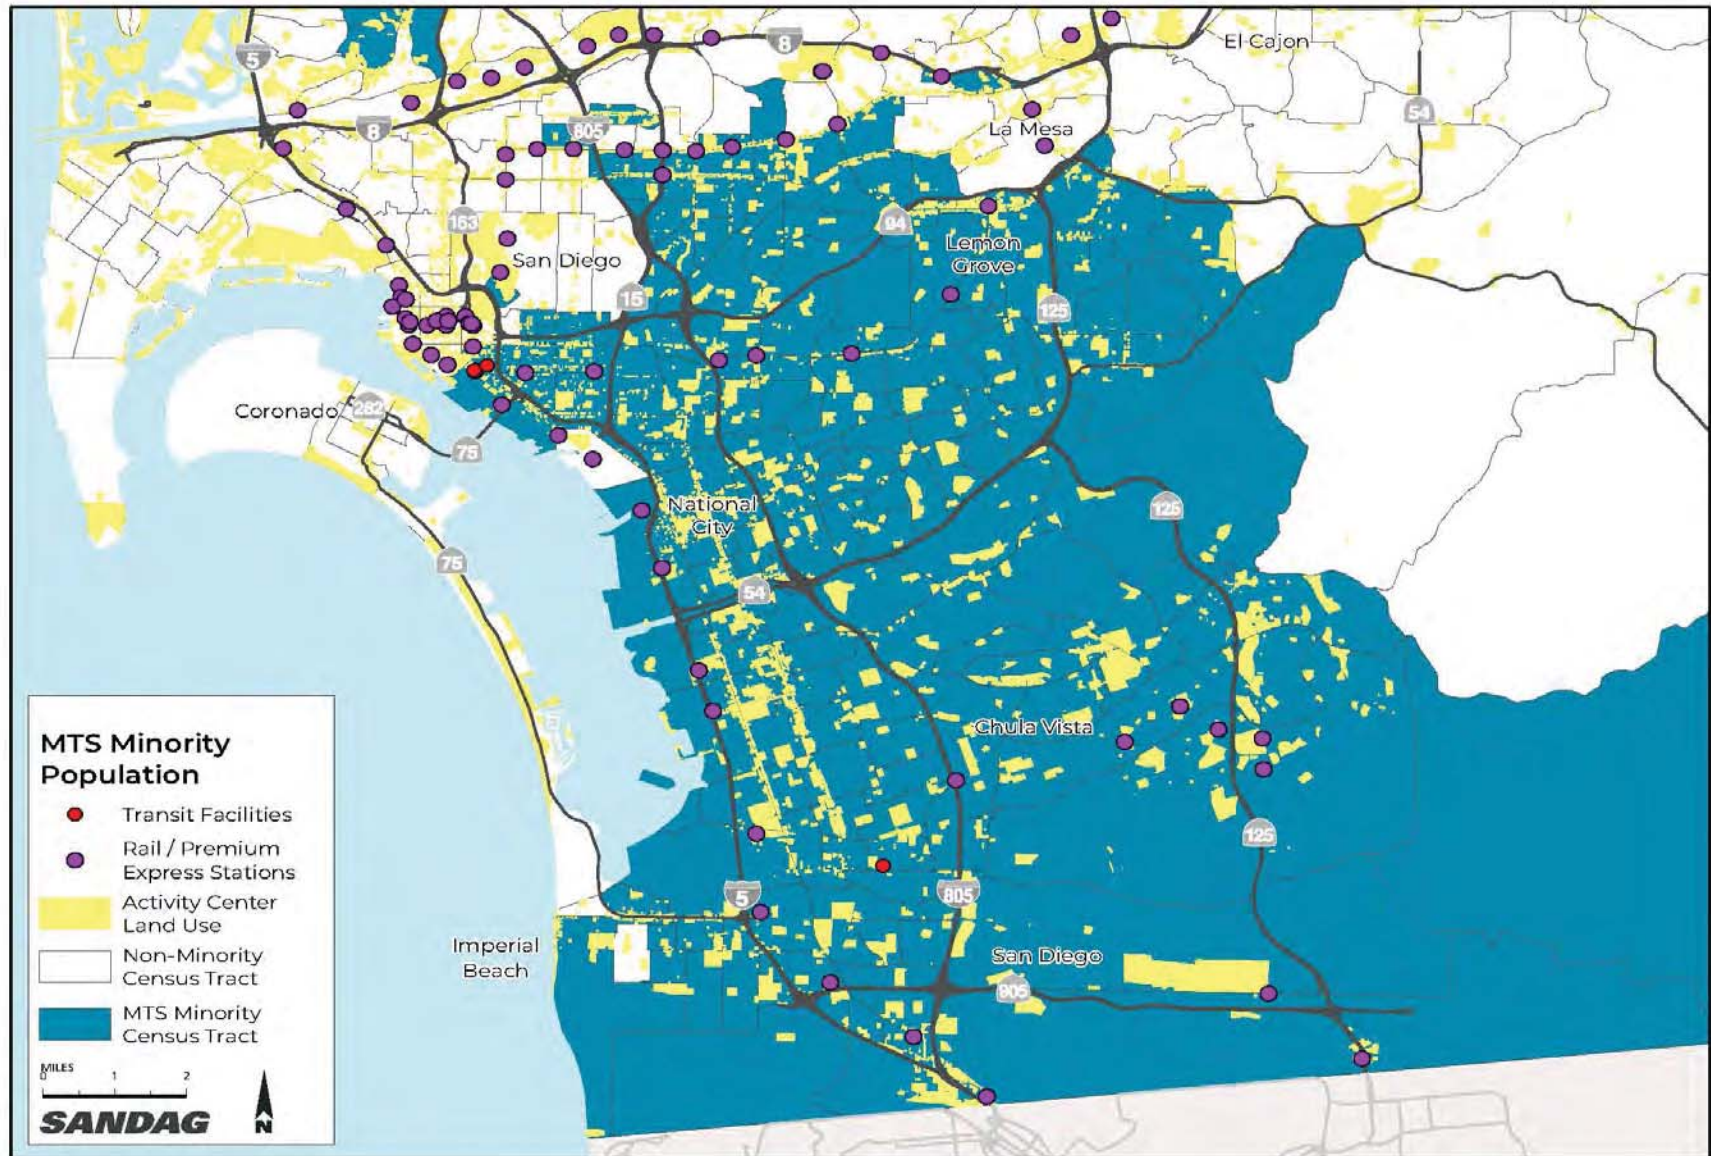 5
8
El Cajon
54
8
805
La Mesa
163
94
San Diego
Lemon
Grove
15
125
Coronado
282
75
National
City
125
75
54
Chula Vista
125
5
805
Imperial
Beach
San Diego
905
MTS Minority
Population
Transit Facilities
Rail / Premium
Express Stations
Activity Center
Land Use
Non-Minority
Census Tract
MTS Minority
Census Tract
MILES
0 1 2
SANDAG
N